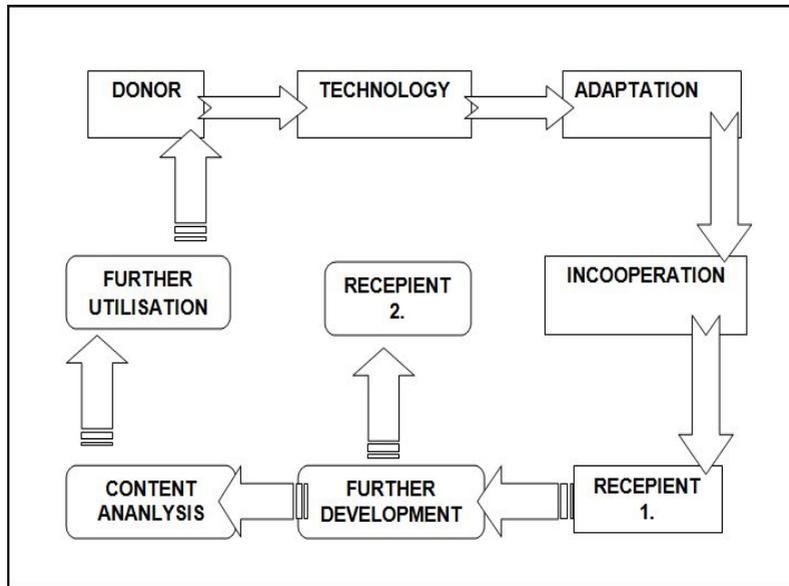 DONOR
TECHNOLOGY
ADAPTATION
FURTHER
UTILISATION
RECEPIENT
2.
INCOOPERATION
CONTENT
ANANLYSIS
FURTHER
DEVELOPMENT
RECEPIENT
1.